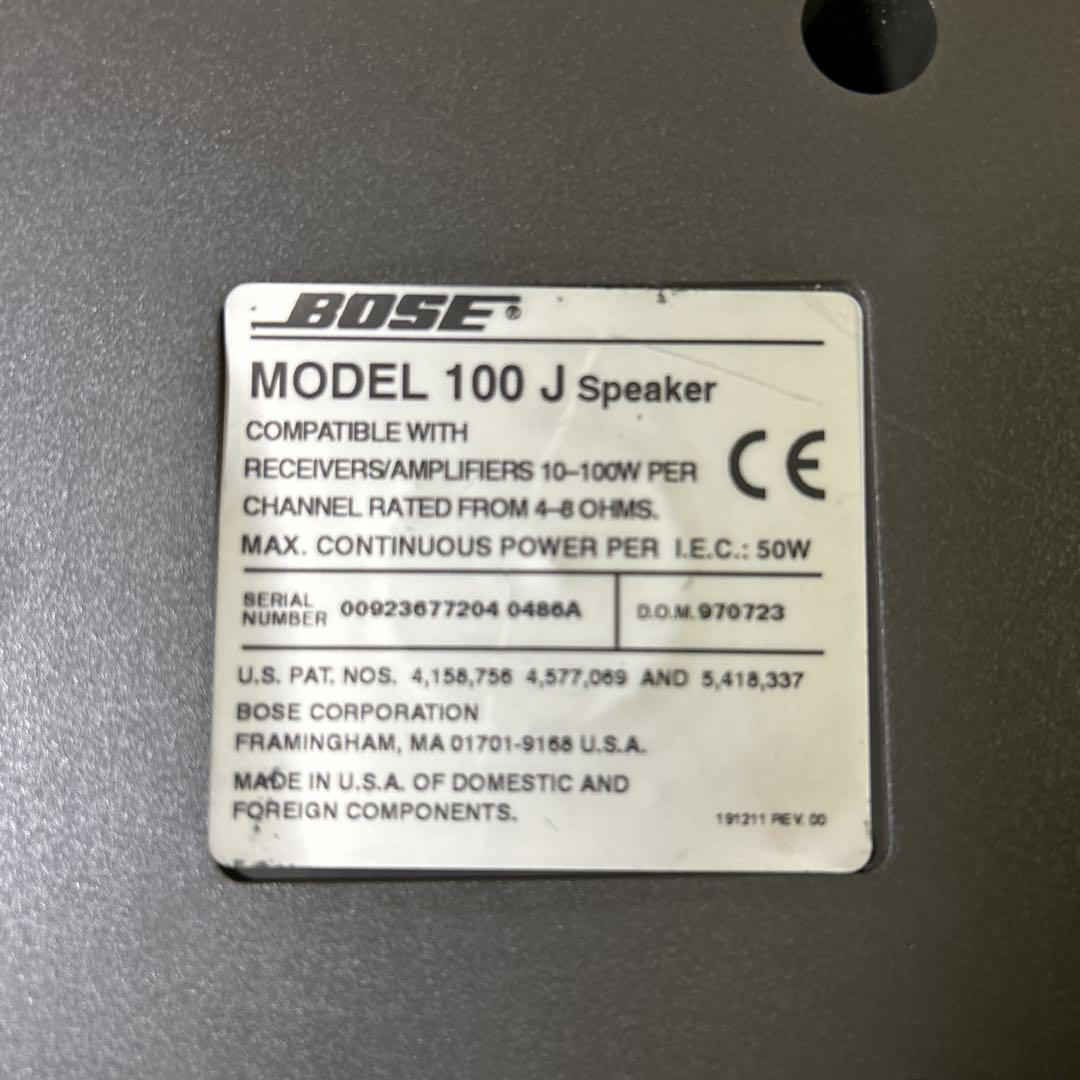 BOSE®
MODEL 100 J Speaker
COMPATIBLE WITH
RECEIVERS/AMPLIFIERS 10–100W PER
CHANNEL RATED FROM 4–8 OHMS.
CE
MAX. CONTINUOUS POWER PER I.E.C.: 50W
SERIAL NUMBER 00923677204 0486A D.O.M. 970723
U.S. PAT. NOS. 4,158,756 4,577,069 AND 5,418,337
BOSE CORPORATION
FRAMINGHAM, MA 01701-9168 U.S.A.
MADE IN U.S.A. OF DOMESTIC AND
FOREIGN COMPONENTS.
191211 REV. 00